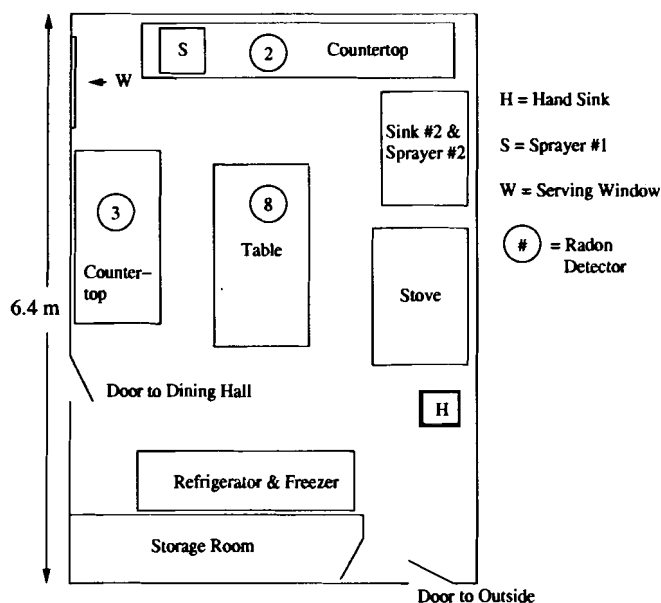 S
2
Countertop
W
H = Hand Sink
Sink #2 &
Sprayer #2
S = Sprayer #1
W = Serving Window
3
8
# = Radon
Detector
Counter-
top
Table
Stove
6.4 m
Door to Dining Hall
H
Refrigerator & Freezer
Storage Room
Door to Outside